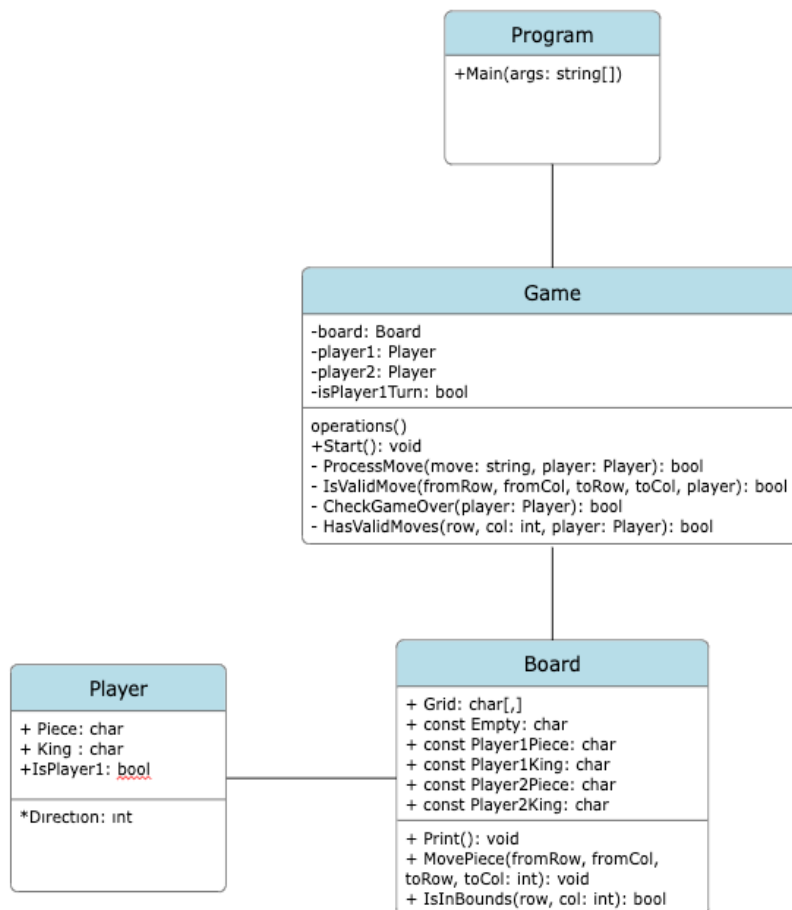 Program
+Main(args: string[])
Game
-board: Board
-player1: Player
-player2: Player
-isPlayer1Turn: bool
operations()
+Start(): void
- ProcessMove(move: string, player: Player): bool
- IsValidMove(fromRow, fromCol, toRow, toCol, player): bool
- CheckGameOver(player: Player): bool
- HasValidMoves(row, col: int, player: Player): bool
Player
+ Piece: char
+ King : char
+IsPlayer1: bool
*Direction: int
Board
+ Grid: char[,]
+ const Empty: char
+ const Player1Piece: char
+ const Player1King: char
+ const Player2Piece: char
+ const Player2King: char
+ Print(): void
+ MovePiece(fromRow, fromCol,
toRow, toCol: int): void
+ IsInBounds(row, col: int): bool